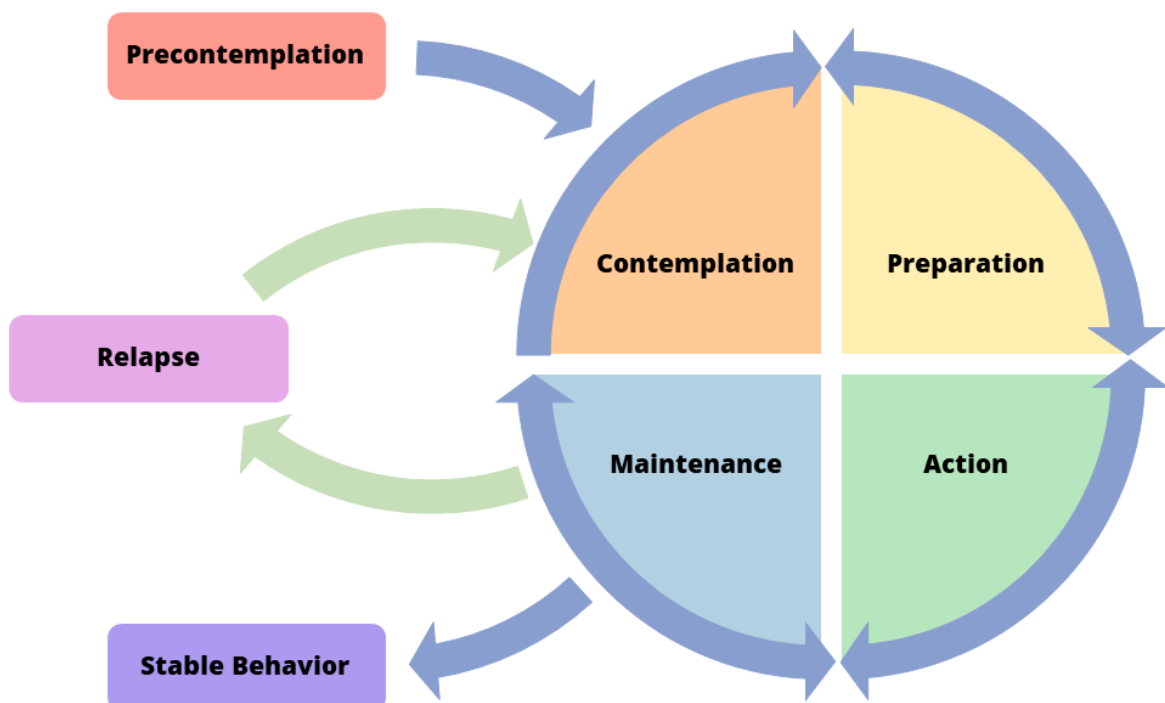 Precontemplation
Contemplation
Preparation
Relapse
Maintenance
Action
Stable Behavior